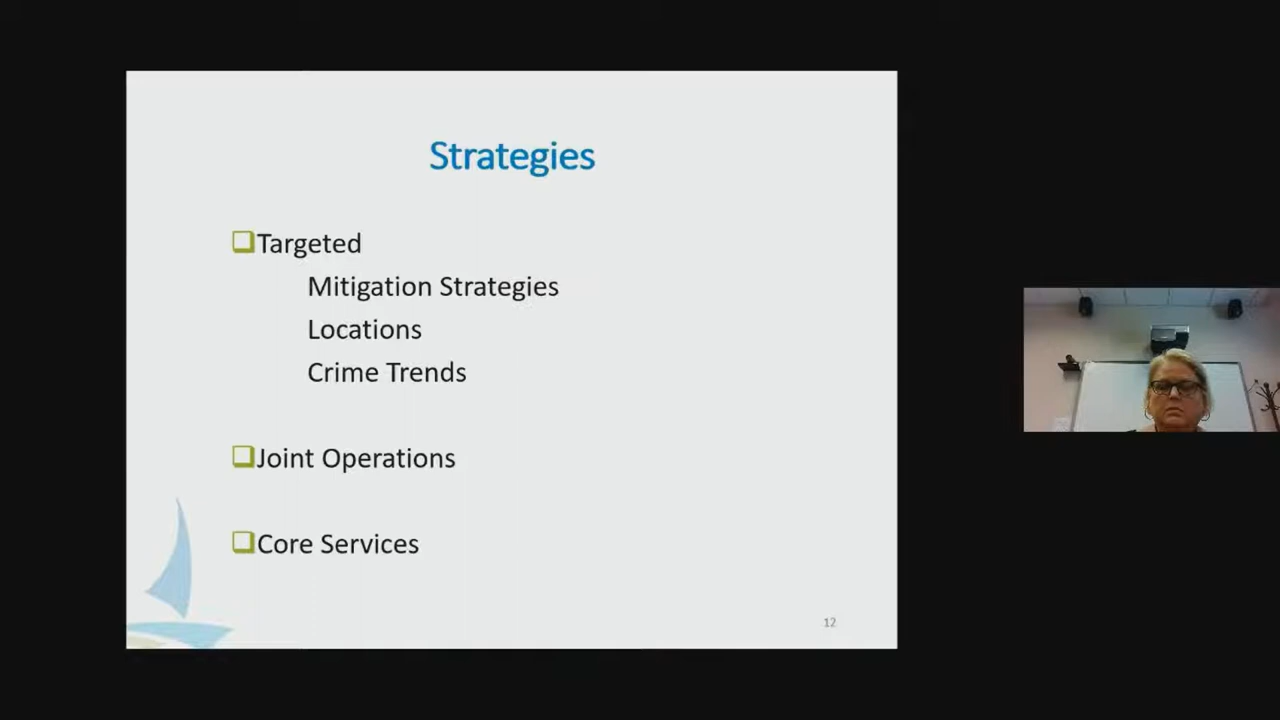 Strategies
Targeted
Mitigation Strategies
Locations
Crime Trends
Joint Operations
Core Services
12